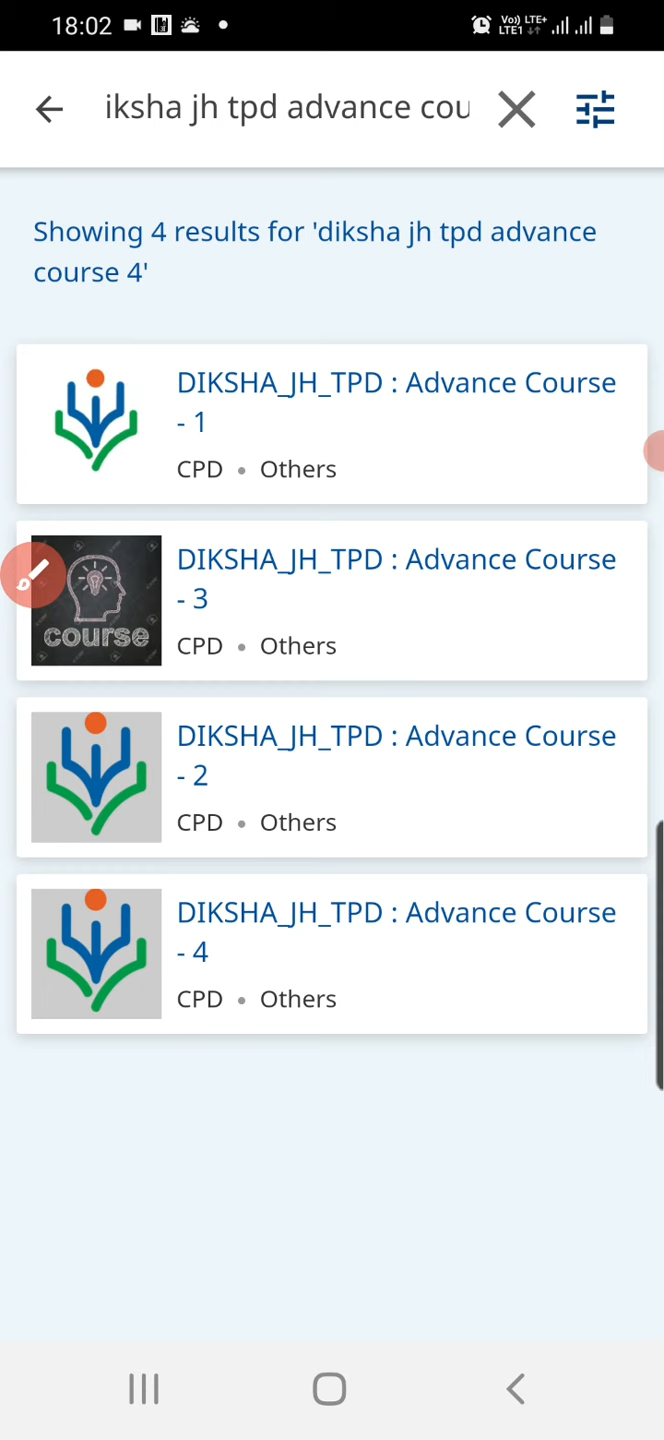 18:02
Vo)) LTE+
LTE1
iksha jh tpd advance cou
Showing 4 results for 'diksha jh tpd advance
course 4'
DIKSHA_JH_TPD : Advance Course
- 1
CPD • Others
DIKSHA_JH_TPD : Advance Course
- 3
CPD • Others
course
DIKSHA_JH_TPD : Advance Course
- 2
CPD • Others
DIKSHA_JH_TPD : Advance Course
- 4
CPD • Others